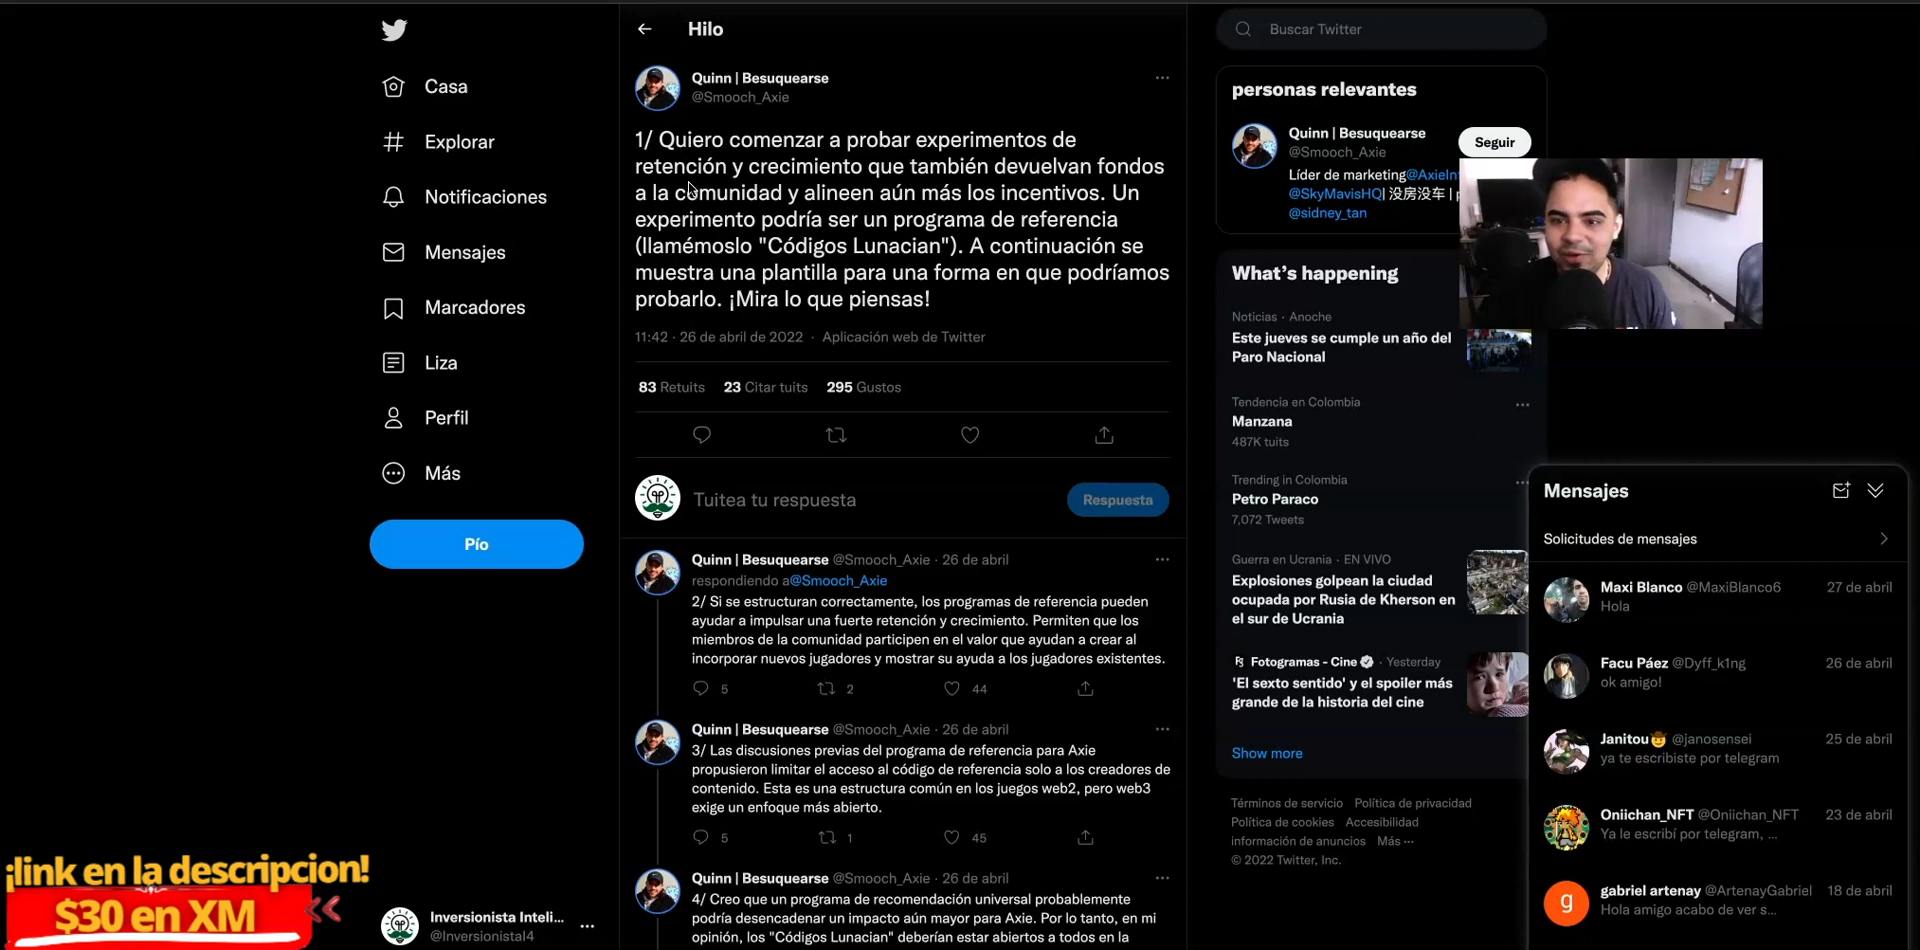 Casa
Explorar
Notificaciones
Mensajes
Marcadores
Liza
Perfil
Más
Pío
Inversionista Inteli...
@Inversionistal4
¡link en la descripcion!
$30 en XM
Hilo
Quinn | Besuquearse
@Smooch_Axie
1/ Quiero comenzar a probar experimentos de
retención y crecimiento que también devuelvan fondos
a la comunidad y alineen aún más los incentivos. Un
experimento podría ser un programa de referencia
(llamémoslo "Códigos Lunacian"). A continuación se
muestra una plantilla para una forma en que podríamos
probarlo. ¡Mira lo que piensas!
11:42 · 26 de abril de 2022 · Aplicación web de Twitter
83 Retuits 23 Citar tuits 295 Gustos
Tuitea tu respuesta
Respuesta
Quinn | Besuquearse @Smooch_Axie · 26 de abril
respondiendo a@Smooch_Axie
2/ Si se estructuran correctamente, los programas de referencia pueden
ayudar a impulsar una fuerte retención y crecimiento. Permiten que los
miembros de la comunidad participen en el valor que ayudan a crear al
incorporar nuevos jugadores y mostrar su ayuda a los jugadores existentes.
5 2 44
Quinn | Besuquearse @Smooch_Axie · 26 de abril
3/ Las discusiones previas del programa de referencia para Axie
propusieron limitar el acceso al código de referencia solo a los creadores de
contenido. Esta es una estructura común en los juegos web2, pero web3
exige un enfoque más abierto.
5 1 45
Quinn | Besuquearse @Smooch_Axie · 26 de abril
4/ Creo que un programa de recomendación universal probablemente
podría desencadenar un impacto aún mayor para Axie. Por lo tanto, en mi
opinión, los "Códigos Lunacian" deberían estar abiertos a todos en la
Buscar Twitter
personas relevantes
Quinn | Besuquearse
@Smooch_Axie
Seguir
Líder de marketing@AxieIn
@SkyMavisHQ| 没房没车 | p
@sidney_tan
What's happening
Noticias · Anoche
Este jueves se cumple un año del
Paro Nacional
Tendencia en Colombia
Manzana
487K tuits
Trending in Colombia
Petro Paraco
7,072 Tweets
Guerra en Ucrania · EN VIVO
Explosiones golpean la ciudad
ocupada por Rusia de Kherson en
el sur de Ucrania
Fotogramas - Cine · Yesterday
'El sexto sentido' y el spoiler más
grande de la historia del cine
Show more
Términos de servicio Política de privacidad
Política de cookies Accesibilidad
información de anuncios Más ···
© 2022 Twitter, Inc.
Mensajes
Solicitudes de mensajes
Maxi Blanco @MaxiBlanco6 27 de abril
Hola
Facu Páez @Dyff_k1ng 26 de abril
ok amigo!
Janitou🤠 @janosensei 25 de abril
ya te escribiste por telegram
Oniichan_NFT @Oniichan_NFT 23 de abril
Ya le escribí por telegram, ...
g
gabriel artenay @ArtenayGabriel 18 de abril
Hola amigo acabo de ver s...